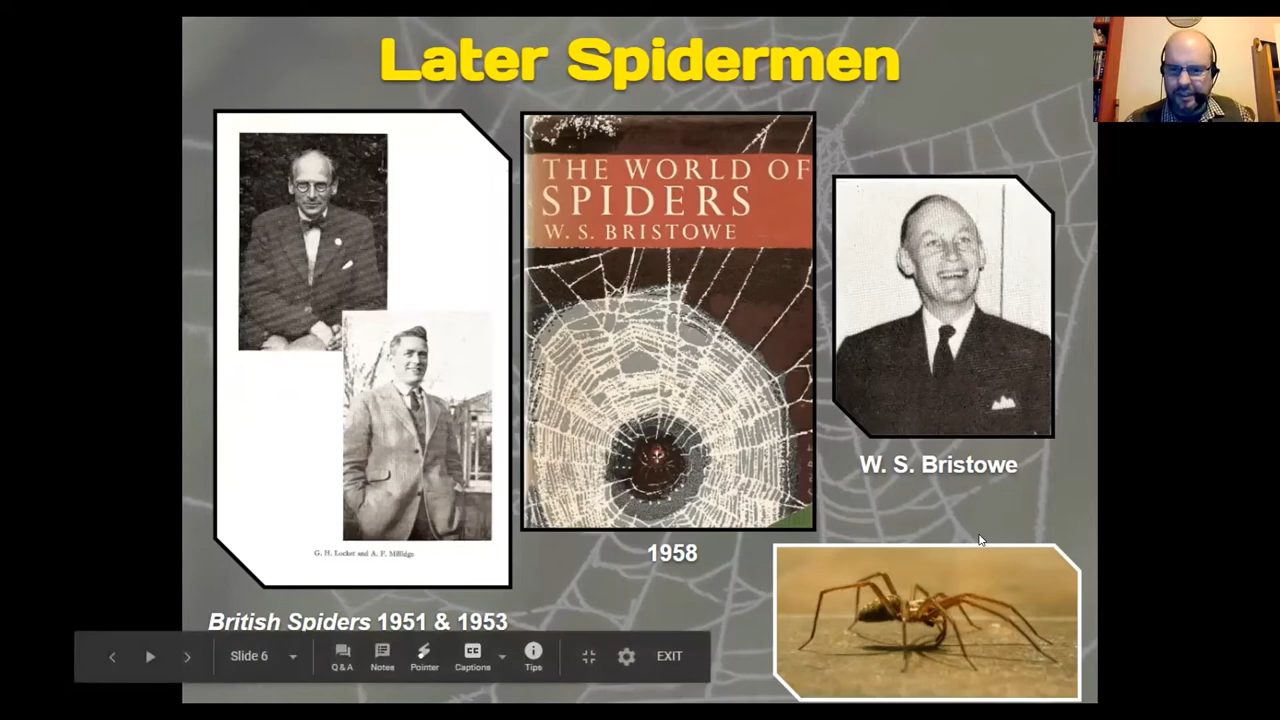 Later Spidermen
G. H. Locket and A. F. Millidge
British Spiders 1951 & 1953
THE WORLD OF
SPIDERS
W. S. BRISTOWE
1958
W. S. Bristowe
Slide 6
Q & A
Notes
Pointer
Captions
Tips
EXIT